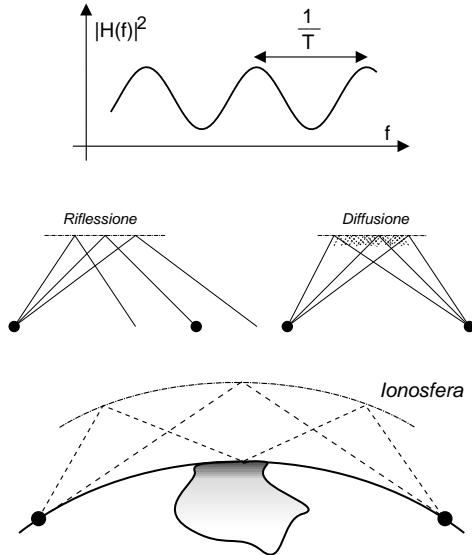 |H(f)|²
1
T
f
Riflessione
Diffusione
Ionosfera